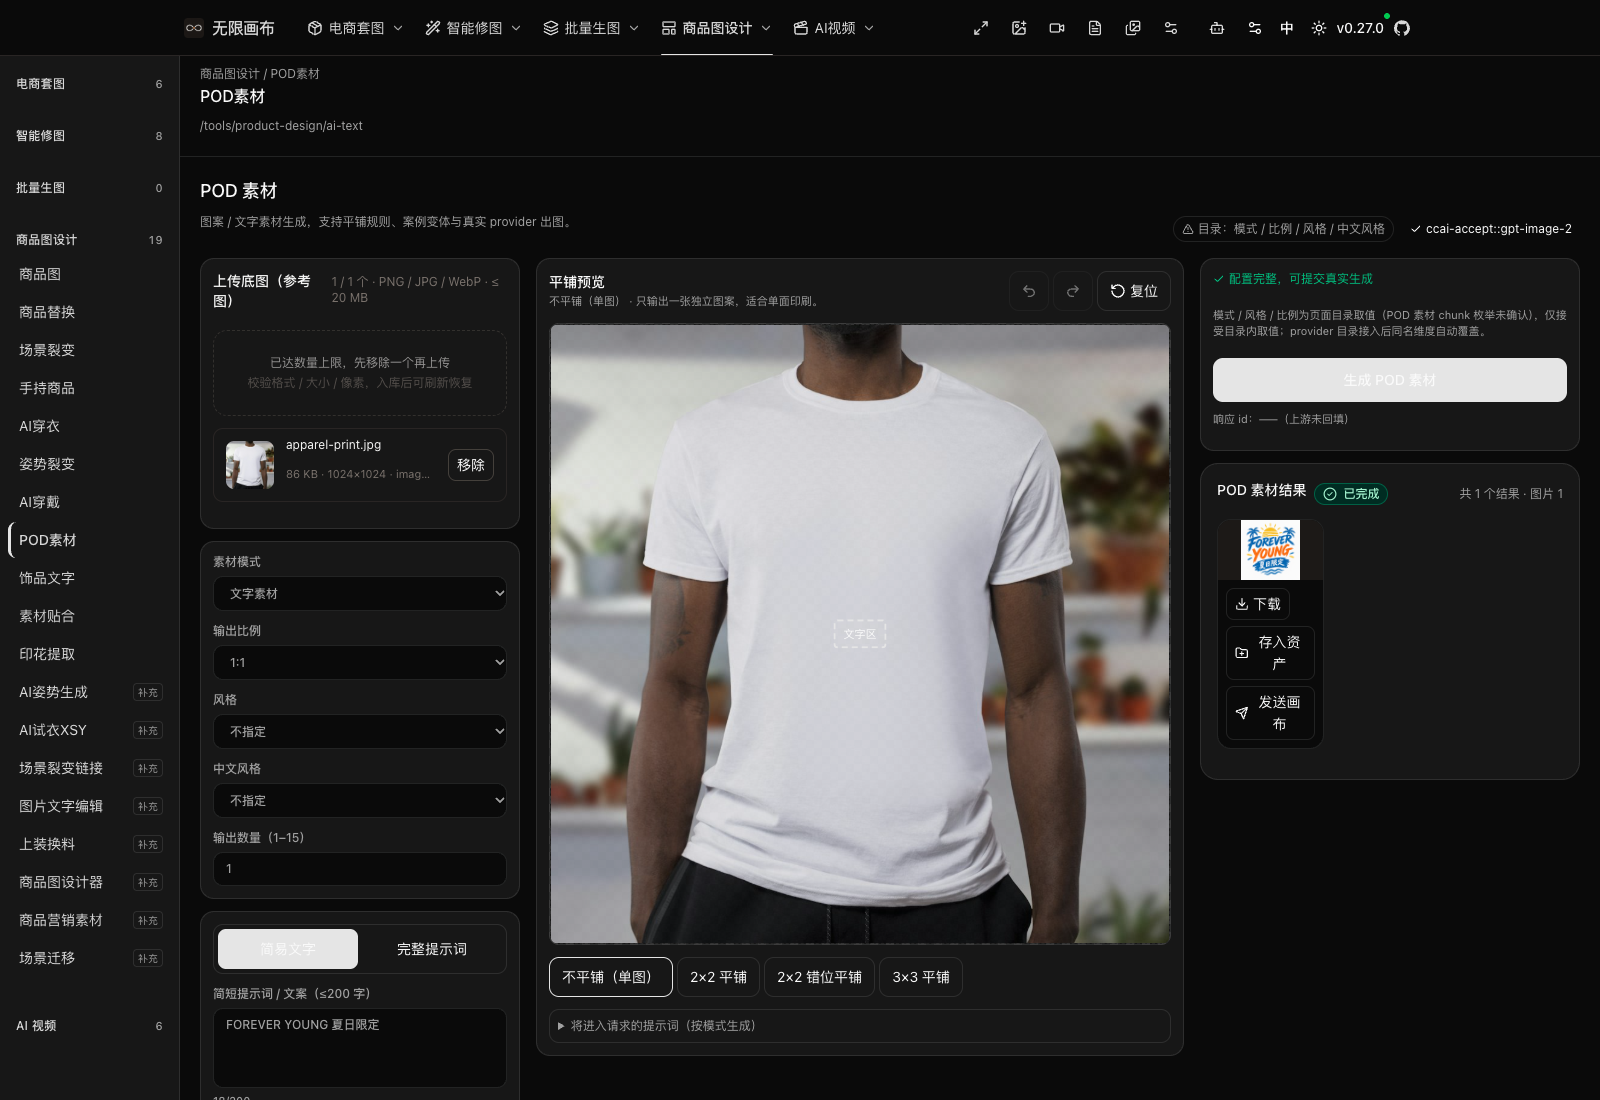 无限画布
电商套图
智能修图
批量生图
商品图设计
AI视频
中
v0.27.0
电商套图 6
智能修图 8
批量生图 0
商品图设计 19
商品图
商品替换
场景裂变
手持商品
AI穿衣
姿势裂变
AI穿戴
POD素材
饰品文字
素材贴合
印花提取
AI姿势生成 补充
AI试衣XSY 补充
场景裂变链接 补充
图片文字编辑 补充
上装换料 补充
商品图设计器 补充
商品营销素材 补充
场景迁移 补充
AI 视频 6
商品图设计 / POD素材
POD素材
/tools/product-design/ai-text
POD 素材
图案 / 文字素材生成，支持平铺规则、案例变体与真实 provider 出图。
目录：模式 / 比例 / 风格 / 中文风格
ccai-accept::gpt-image-2
上传底图（参考图）
1 / 1 个 · PNG / JPG / WebP · ≤ 20 MB
已达数量上限，先移除一个再上传
校验格式 / 大小 / 像素，入库后可刷新恢复
apparel-print.jpg
86 KB · 1024×1024 · imag...
移除
素材模式
文字素材
输出比例
1:1
风格
不指定
中文风格
不指定
输出数量（1–15）
1
简易文字
完整提示词
简短提示词 / 文案（≤200 字）
FOREVER YOUNG 夏日限定
平铺预览
不平铺（单图） · 只输出一张独立图案，适合单面印刷。
复位
文字区
不平铺（单图）
2×2 平铺
2×2 错位平铺
3×3 平铺
将进入请求的提示词（按模式生成）
配置完整，可提交真实生成
模式 / 风格 / 比例为页面目录取值（POD 素材 chunk 枚举未确认），仅接
受目录内取值；provider 目录接入后同名维度自动覆盖。
生成 POD 素材
响应 id： —— （上游未回填）
POD 素材结果
已完成
共 1 个结果 · 图片 1
FOREVER
YOUNG
夏日限定
下载
存入资产
发送画布